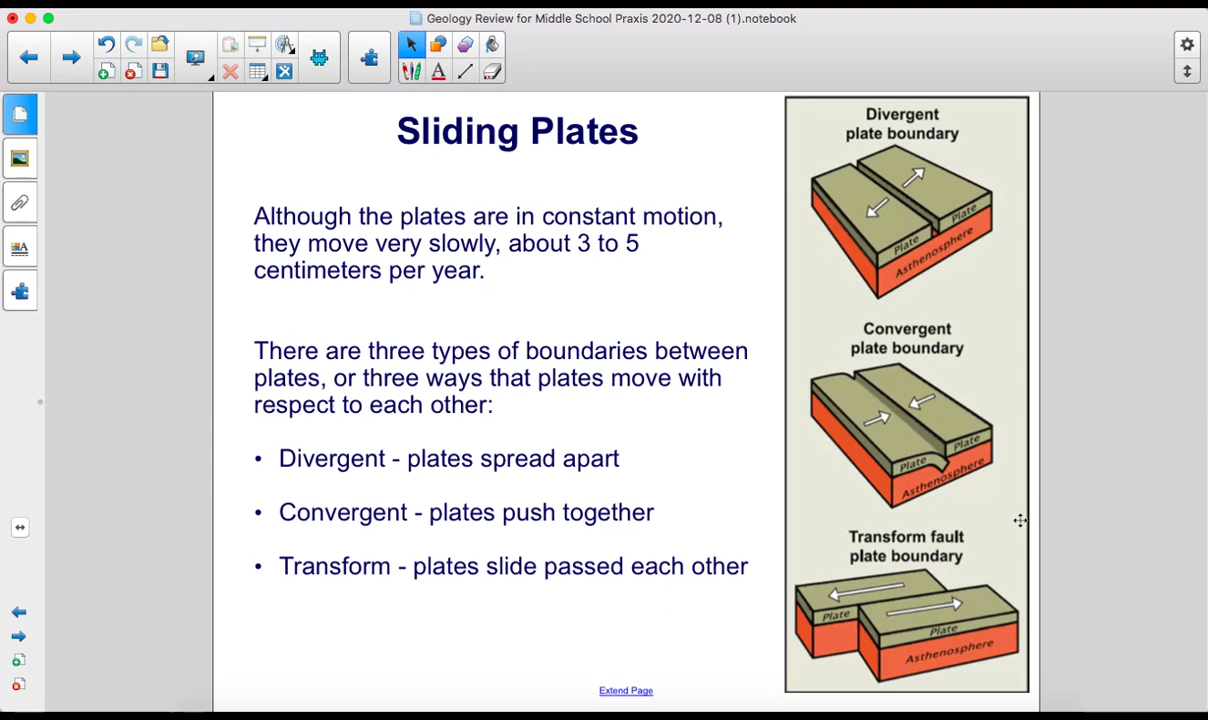 Geology Review for Middle School Praxis 2020-12-08 (1).notebook
Sliding Plates
Although the plates are in constant motion,
they move very slowly, about 3 to 5
centimeters per year.
There are three types of boundaries between
plates, or three ways that plates move with
respect to each other:
• Divergent - plates spread apart
• Convergent - plates push together
• Transform - plates slide passed each other
Extend Page
Divergent
plate boundary
Plate
Plate
Asthenosphere
Convergent
plate boundary
Plate
Plate
Asthenosphere
Transform fault
plate boundary
Plate
Plate
Asthenosphere